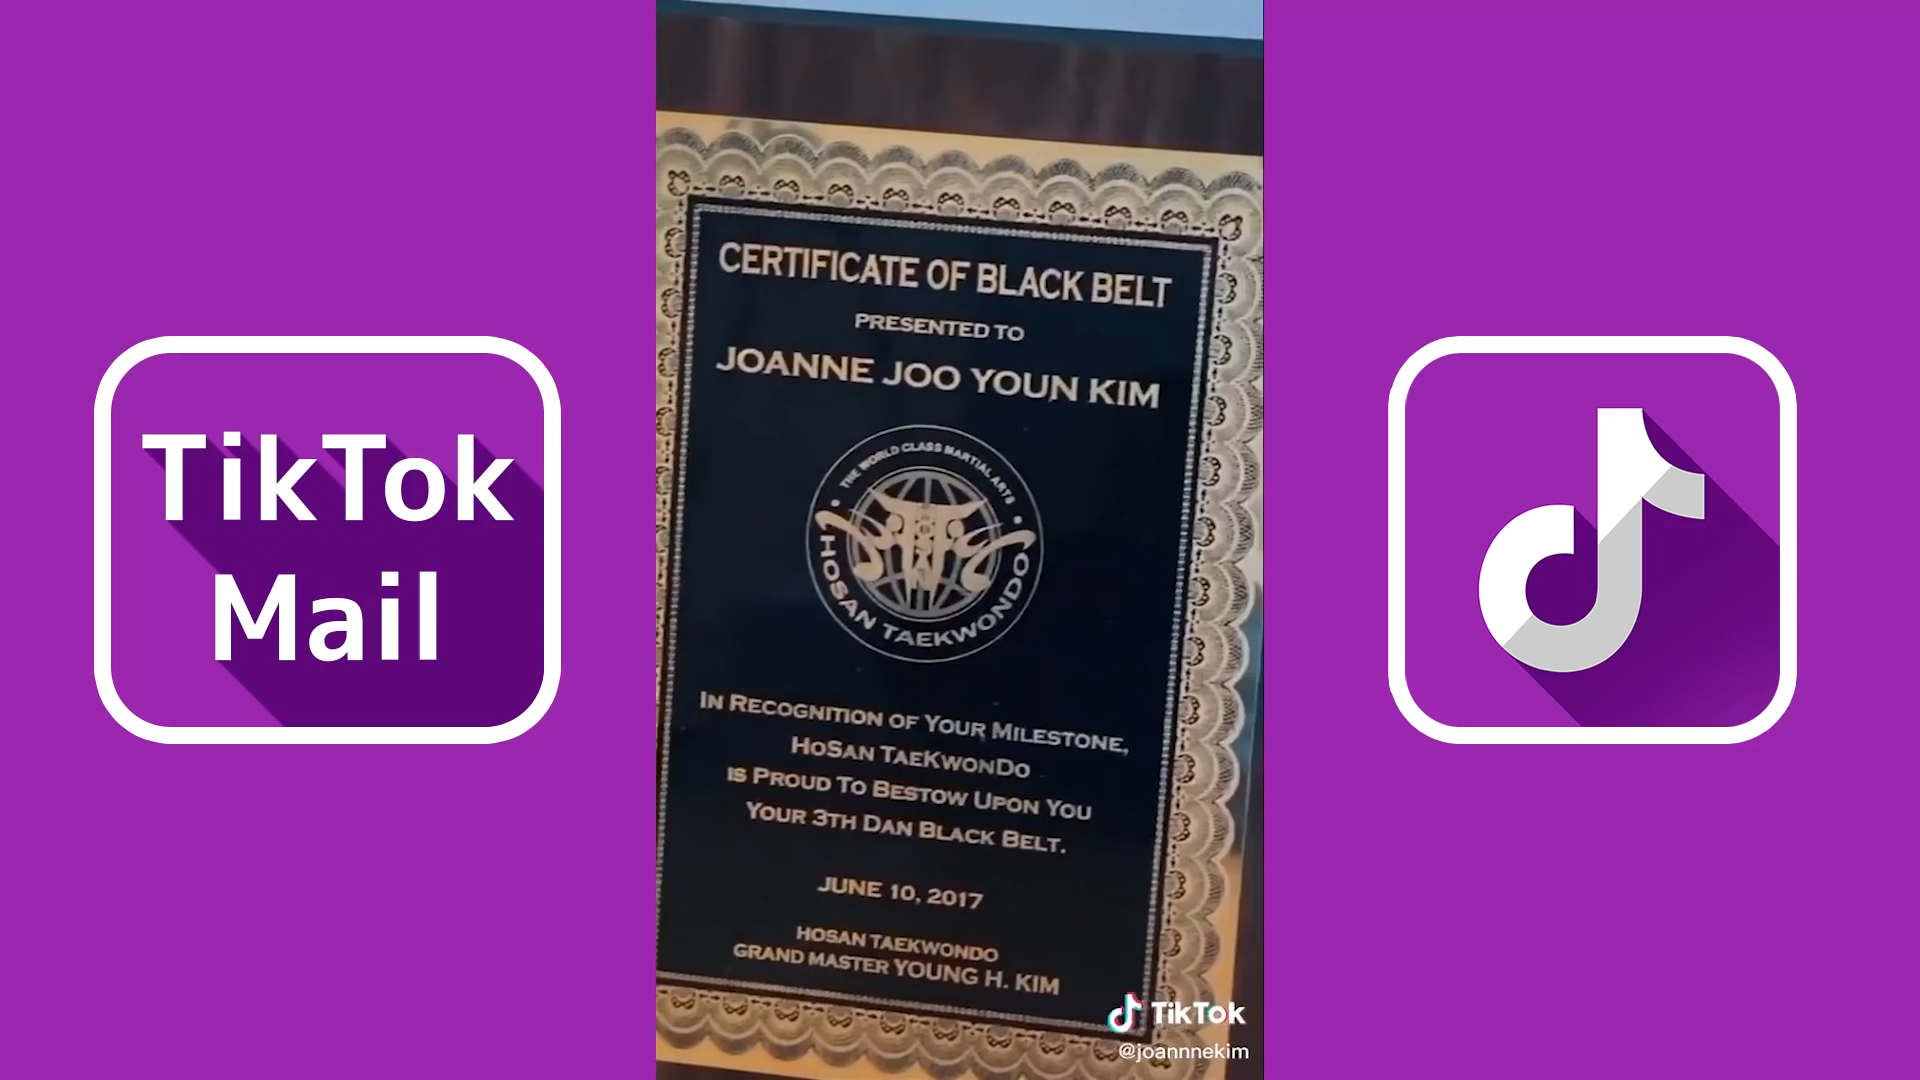 TikTok
Mail
CERTIFICATE OF BLACK BELT
PRESENTED TO
JOANNE JOO YOUN KIM
THE WORLD CLASS MARTIAL ARTS
HOSAN TAEKWONDO
IN RECOGNITION OF YOUR MILESTONE,
HOSAN TAEKWONDO
IS PROUD TO BESTOW UPON YOU
YOUR 3TH DAN BLACK BELT.
JUNE 10, 2017
HOSAN TAEKWONDO
GRAND MASTER YOUNG H. KIM
TikTok
@joannnekim